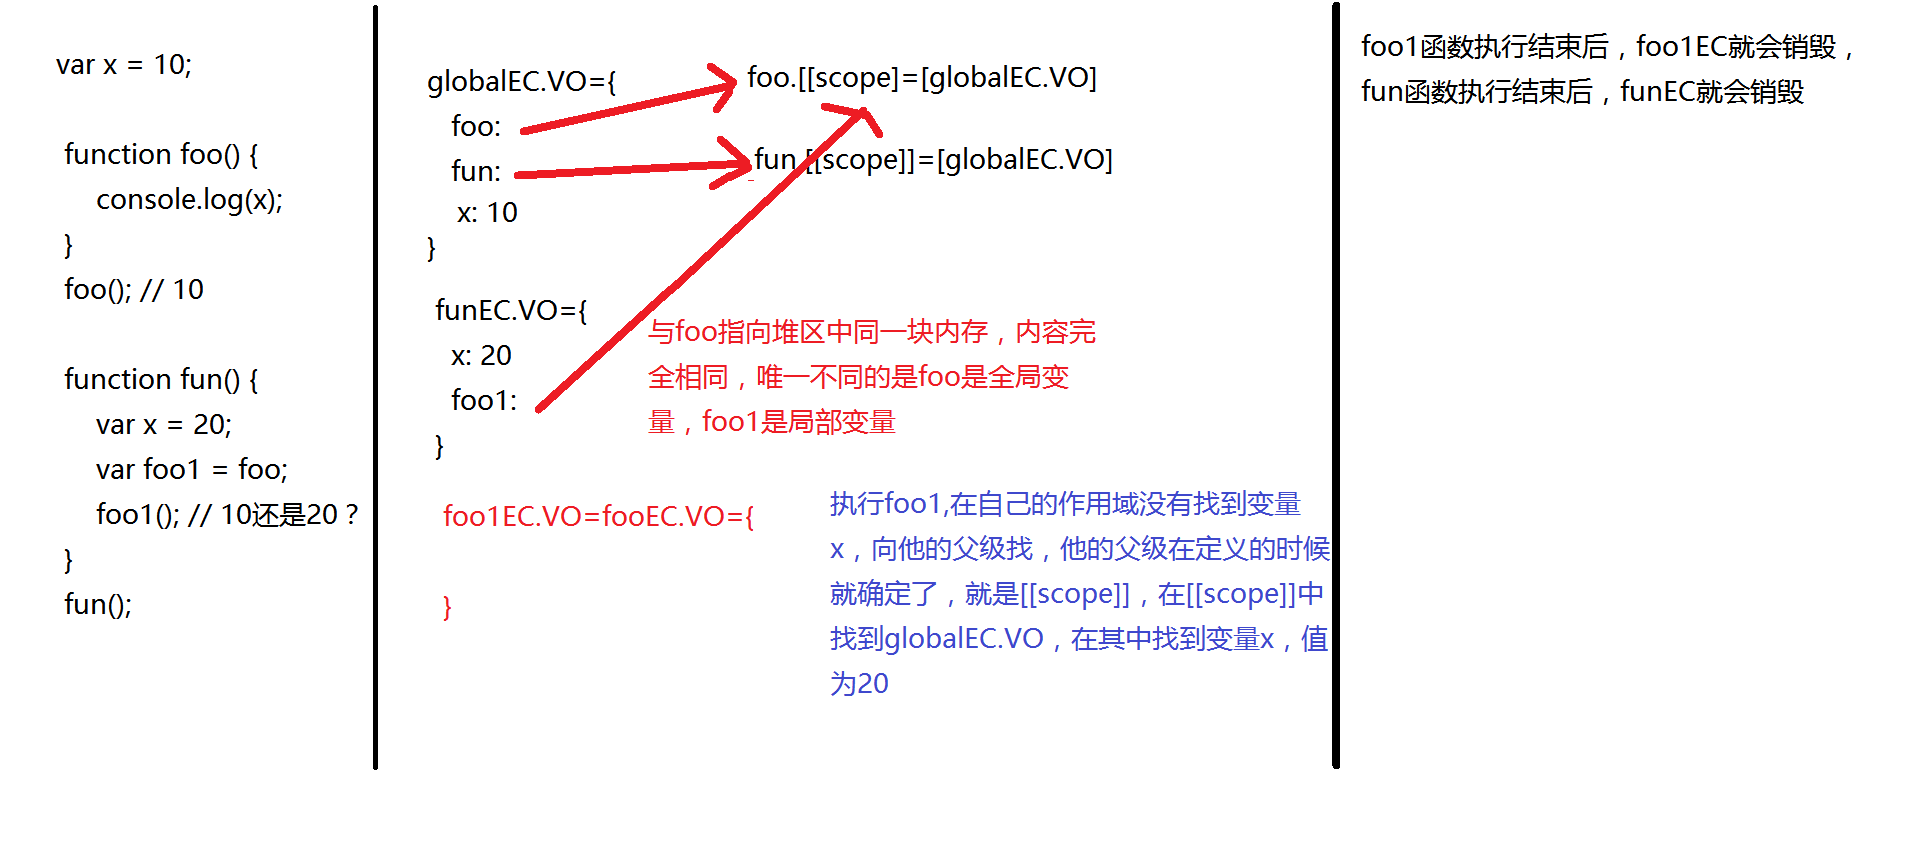 var x = 10;
function foo() {
console.log(x);
}
foo(); // 10
function fun() {
var x = 20;
var foo1 = foo;
foo1(); // 10还是20？
}
fun();
globalEC.VO={
foo:
fun:
x: 10
}
foo.[[scope]=[globalEC.VO]
fun.[[scope]]=[globalEC.VO]
funEC.VO={
x: 20
foo1:
}
与foo指向堆区中同一块内存，内容完
全相同，唯一不同的是foo是全局变
量，foo1是局部变量
foo1EC.VO=fooEC.VO={
}
执行foo1,在自己的作用域没有找到变量
x，向他的父级找，他的父级在定义的时候
就确定了，就是[[scope]]，在[[scope]]中
找到globalEC.VO，在其中找到变量x，值
为20
foo1函数执行结束后，foo1EC就会销毁，
fun函数执行结束后，funEC就会销毁